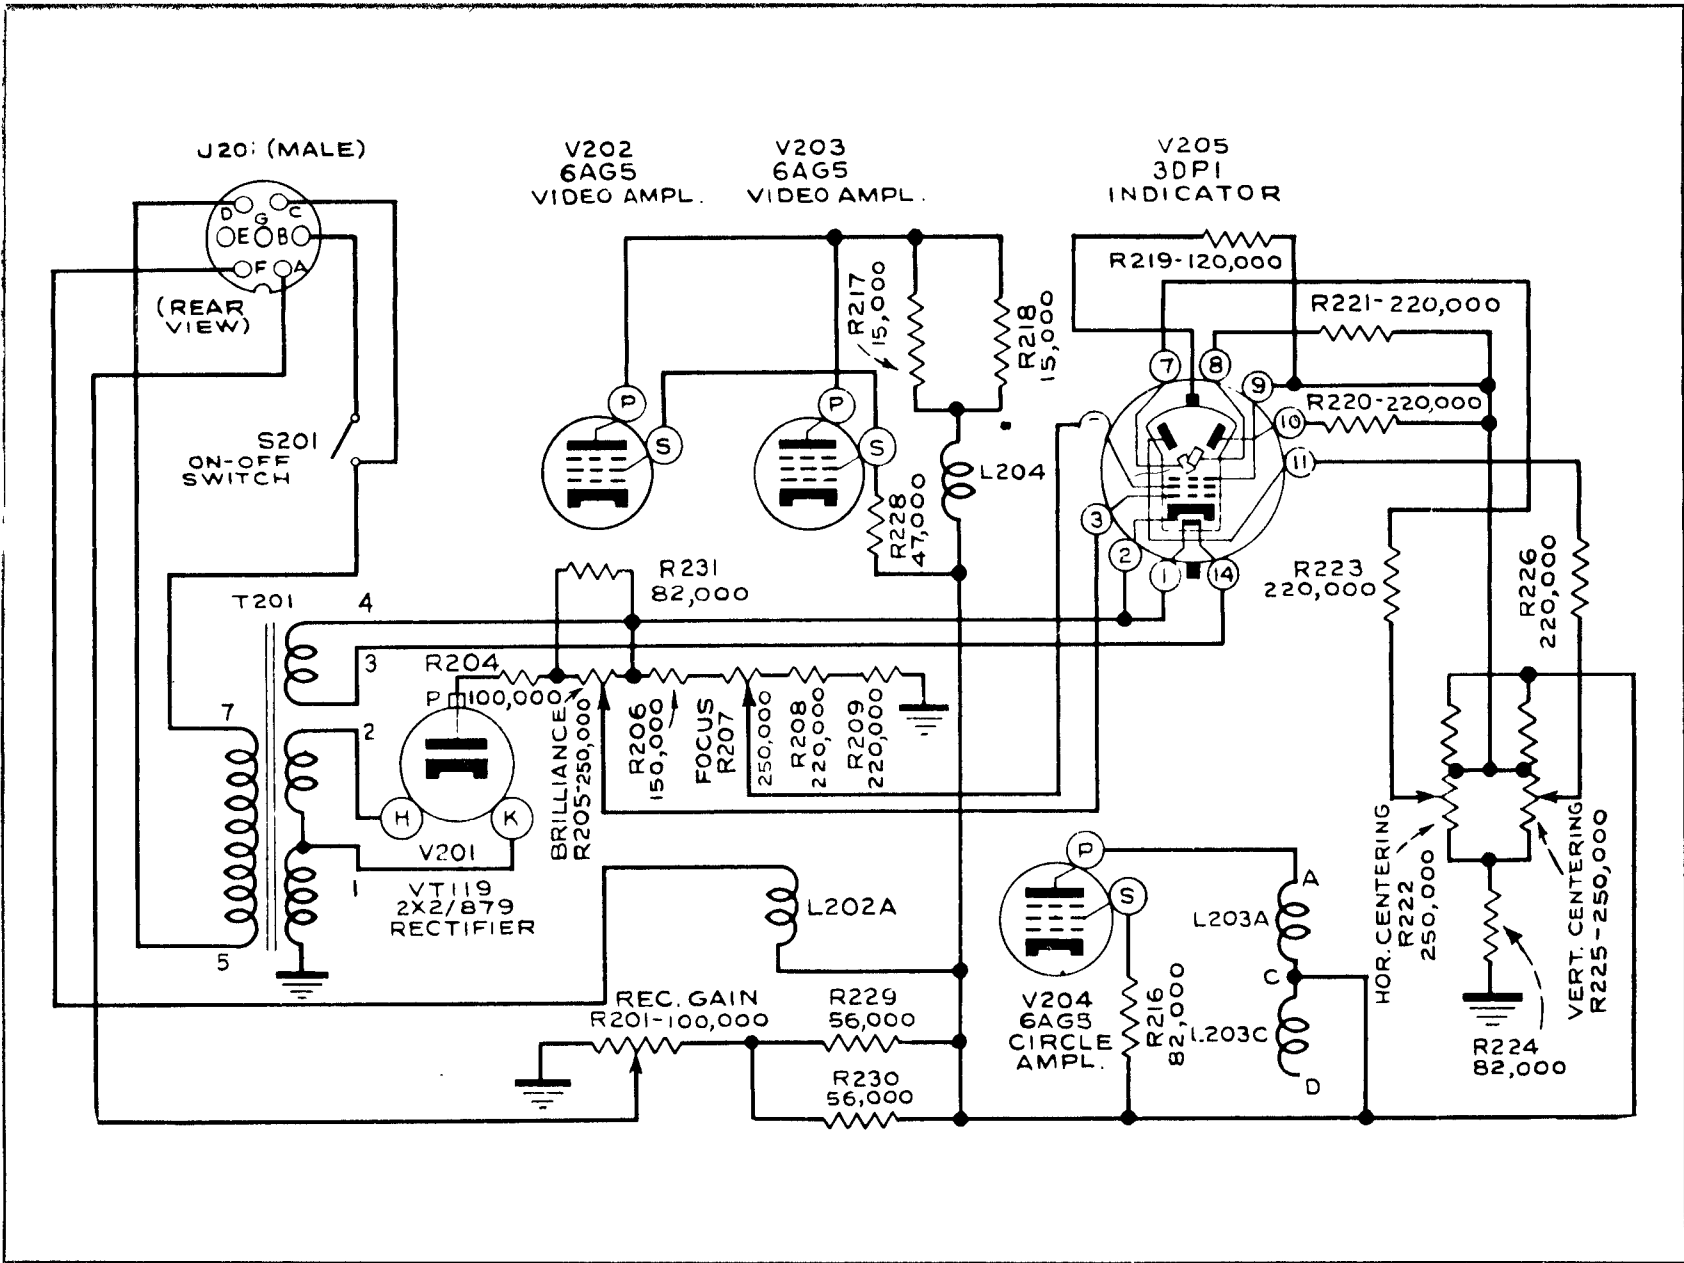 J201 (MALE)
D
C
G
E
B
F
A
(REAR
VIEW)
S201
ON-OFF
SWITCH
V202
6AG5
VIDEO AMPL.
V203
6AG5
VIDEO AMPL.
V205
3DP1
INDICATOR
R219-120,000
R221-220,000
R220-220,000
R217
15,000
R218
15,000
P
S
P
S
L204
R228
47,000
7
8
9
10
11
3
2
1
14
R223
220,000
R226
220,000
R231
82,000
T201
4
3
7
2
1
5
R204
100,000
P
H
K
V201
VT119
2X2/879
RECTIFIER
BRILLIANCE
R205-250,000
R206
150,000
FOCUS
R207
250,000
R208
220,000
R209
220,000
L202A
REC. GAIN
R201-100,000
R229
56,000
R230
56,000
P
S
V204
6AG5
CIRCLE
AMPL.
R216
82,000
A
L203A
C
L203C
D
HOR. CENTERING
R222
250,000
VERT. CENTERING
R225-250,000
R224
82,000